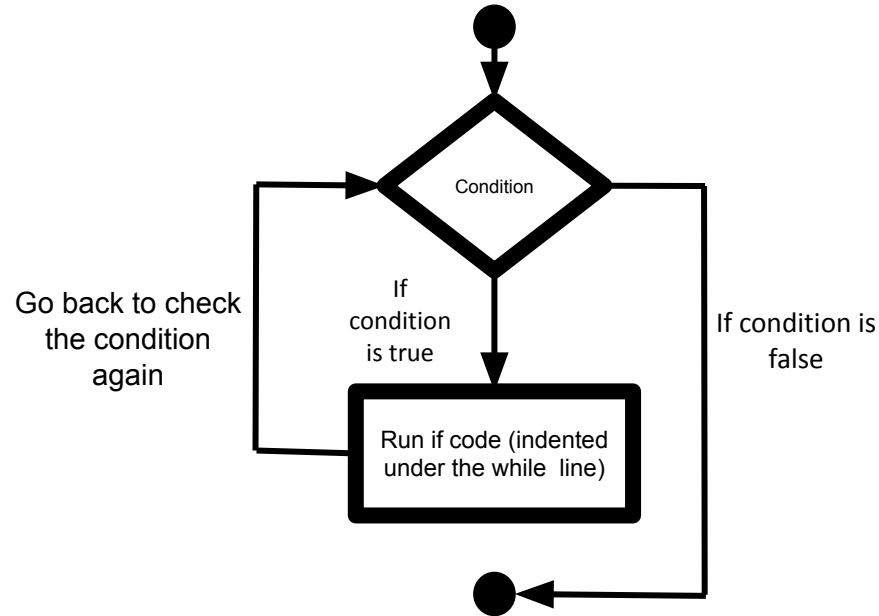 Condition
If
condition
is true
Go back to check
the condition
again
If condition is
false
Run if code (indented
under the while line)